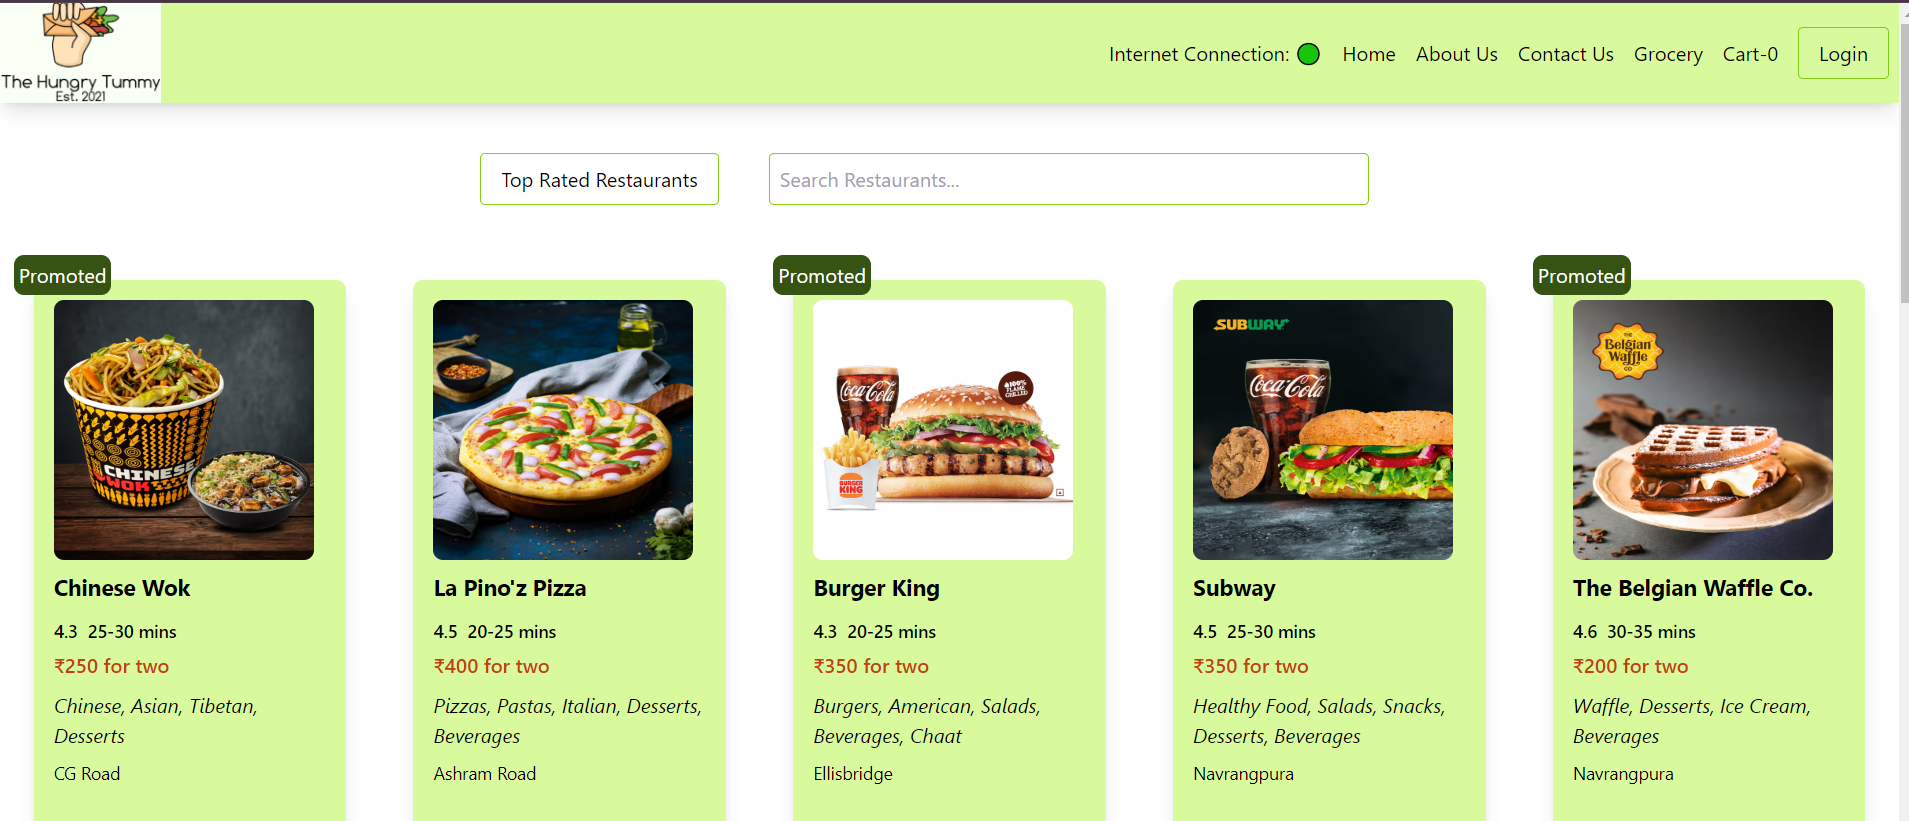 The Hungry Tummy
Est. 2021
Internet Connection: Home About Us Contact Us Grocery Cart-0 Login
Top Rated Restaurants
Search Restaurants...
Promoted
CHINESE
WOK
Chinese Wok
4.3 25-30 mins
₹250 for two
Chinese, Asian, Tibetan,
Desserts
CG Road
La Pino'z Pizza
4.5 20-25 mins
₹400 for two
Pizzas, Pastas, Italian, Desserts,
Beverages
Ashram Road
Promoted
Coca-Cola
100%
FLAME
GRILLED
BURGER
KING
Burger King
4.3 20-25 mins
₹350 for two
Burgers, American, Salads,
Beverages, Chaat
Ellisbridge
SUBWAY
Coca-Cola
Subway
4.5 25-30 mins
₹350 for two
Healthy Food, Salads, Snacks,
Desserts, Beverages
Navrangpura
Promoted
THE
Belgian
Waffle
CO
The Belgian Waffle Co.
4.6 30-35 mins
₹200 for two
Waffle, Desserts, Ice Cream,
Beverages
Navrangpura